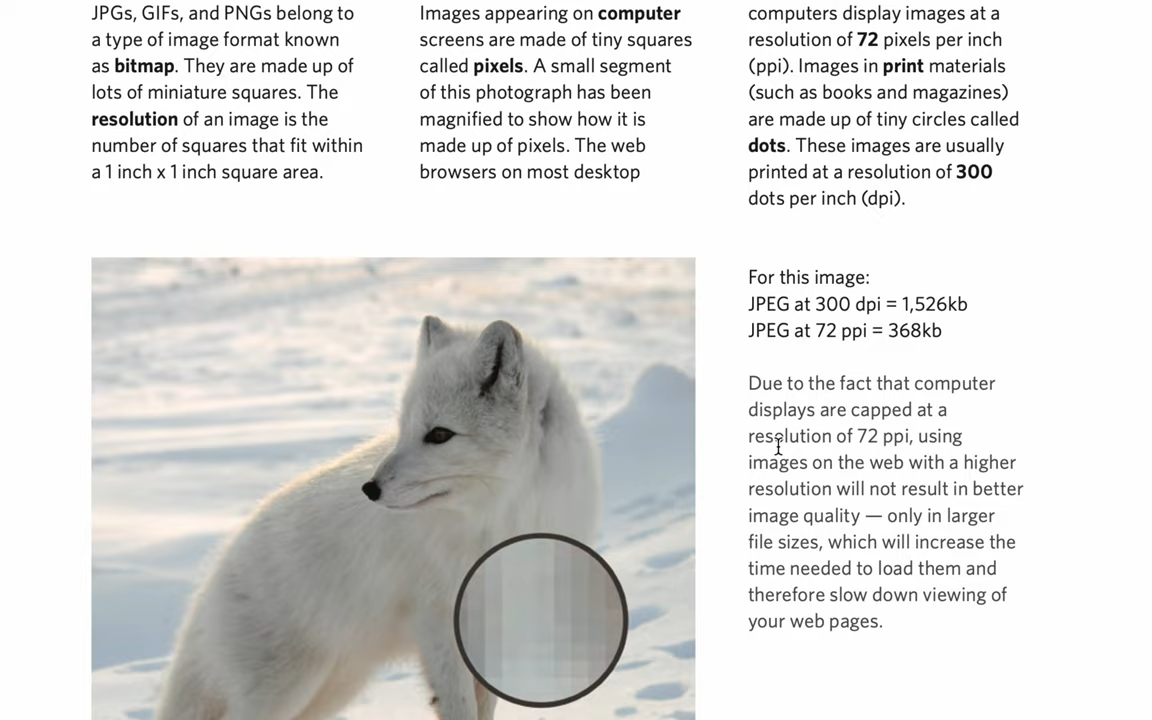 JPGs, GIFs, and PNGs belong to
a type of image format known
as bitmap. They are made up of
lots of miniature squares. The
resolution of an image is the
number of squares that fit within
a 1 inch x 1 inch square area.
Images appearing on computer
screens are made of tiny squares
called pixels. A small segment
of this photograph has been
magnified to show how it is
made up of pixels. The web
browsers on most desktop
computers display images at a
resolution of 72 pixels per inch
(ppi). Images in print materials
(such as books and magazines)
are made up of tiny circles called
dots. These images are usually
printed at a resolution of 300
dots per inch (dpi).
For this image:
JPEG at 300 dpi = 1,526kb
JPEG at 72 ppi = 368kb
Due to the fact that computer
displays are capped at a
resolution of 72 ppi, using
images on the web with a higher
resolution will not result in better
image quality — only in larger
file sizes, which will increase the
time needed to load them and
therefore slow down viewing of
your web pages.